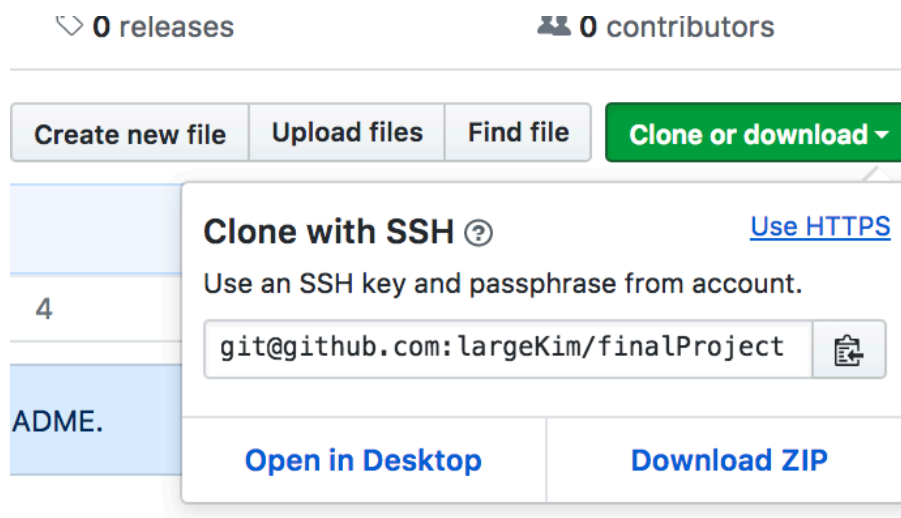 0 releases
0 contributors
Create new file
Upload files
Find file
Clone or download
Clone with SSH
Use HTTPS
Use an SSH key and passphrase from account.
4
git@github.com:largeKim/finalProject
ADME.
Open in Desktop
Download ZIP